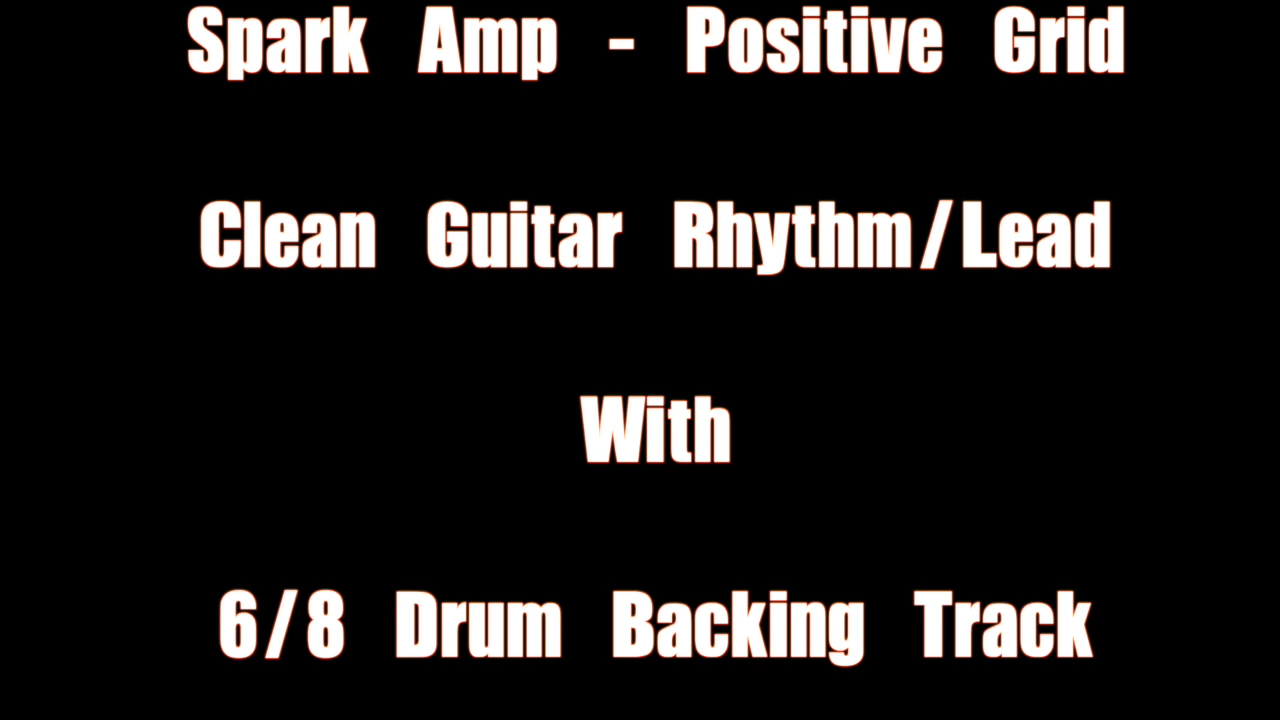 Spark Amp - Positive Grid
Clean Guitar Rhythm/Lead
With
6/8 Drum Backing Track